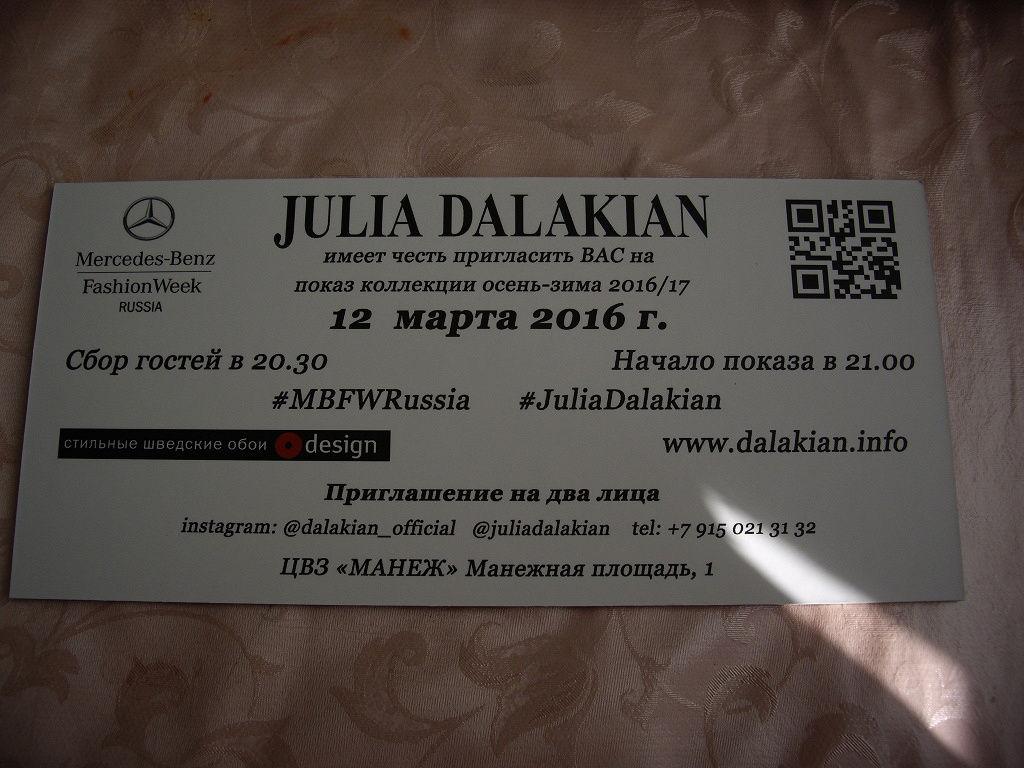 JULIA DALAKIAN
Mercedes-Benz
FashionWeek
RUSSIA
имеет честь пригласить ВАС на
показ коллекции осень-зима 2016/17
12 марта 2016 г.
Сбор гостей в 20.30 Начало показа в 21.00
#MBFWRussia #JuliaDalakian
стильные шведские обои design www.dalakian.info
Приглашение на два лица
instagram: @dalakian_official @juliadalakian tel: +7 915 021 31 32
ЦВЗ «МАНЕЖ» Манежная площадь, 1